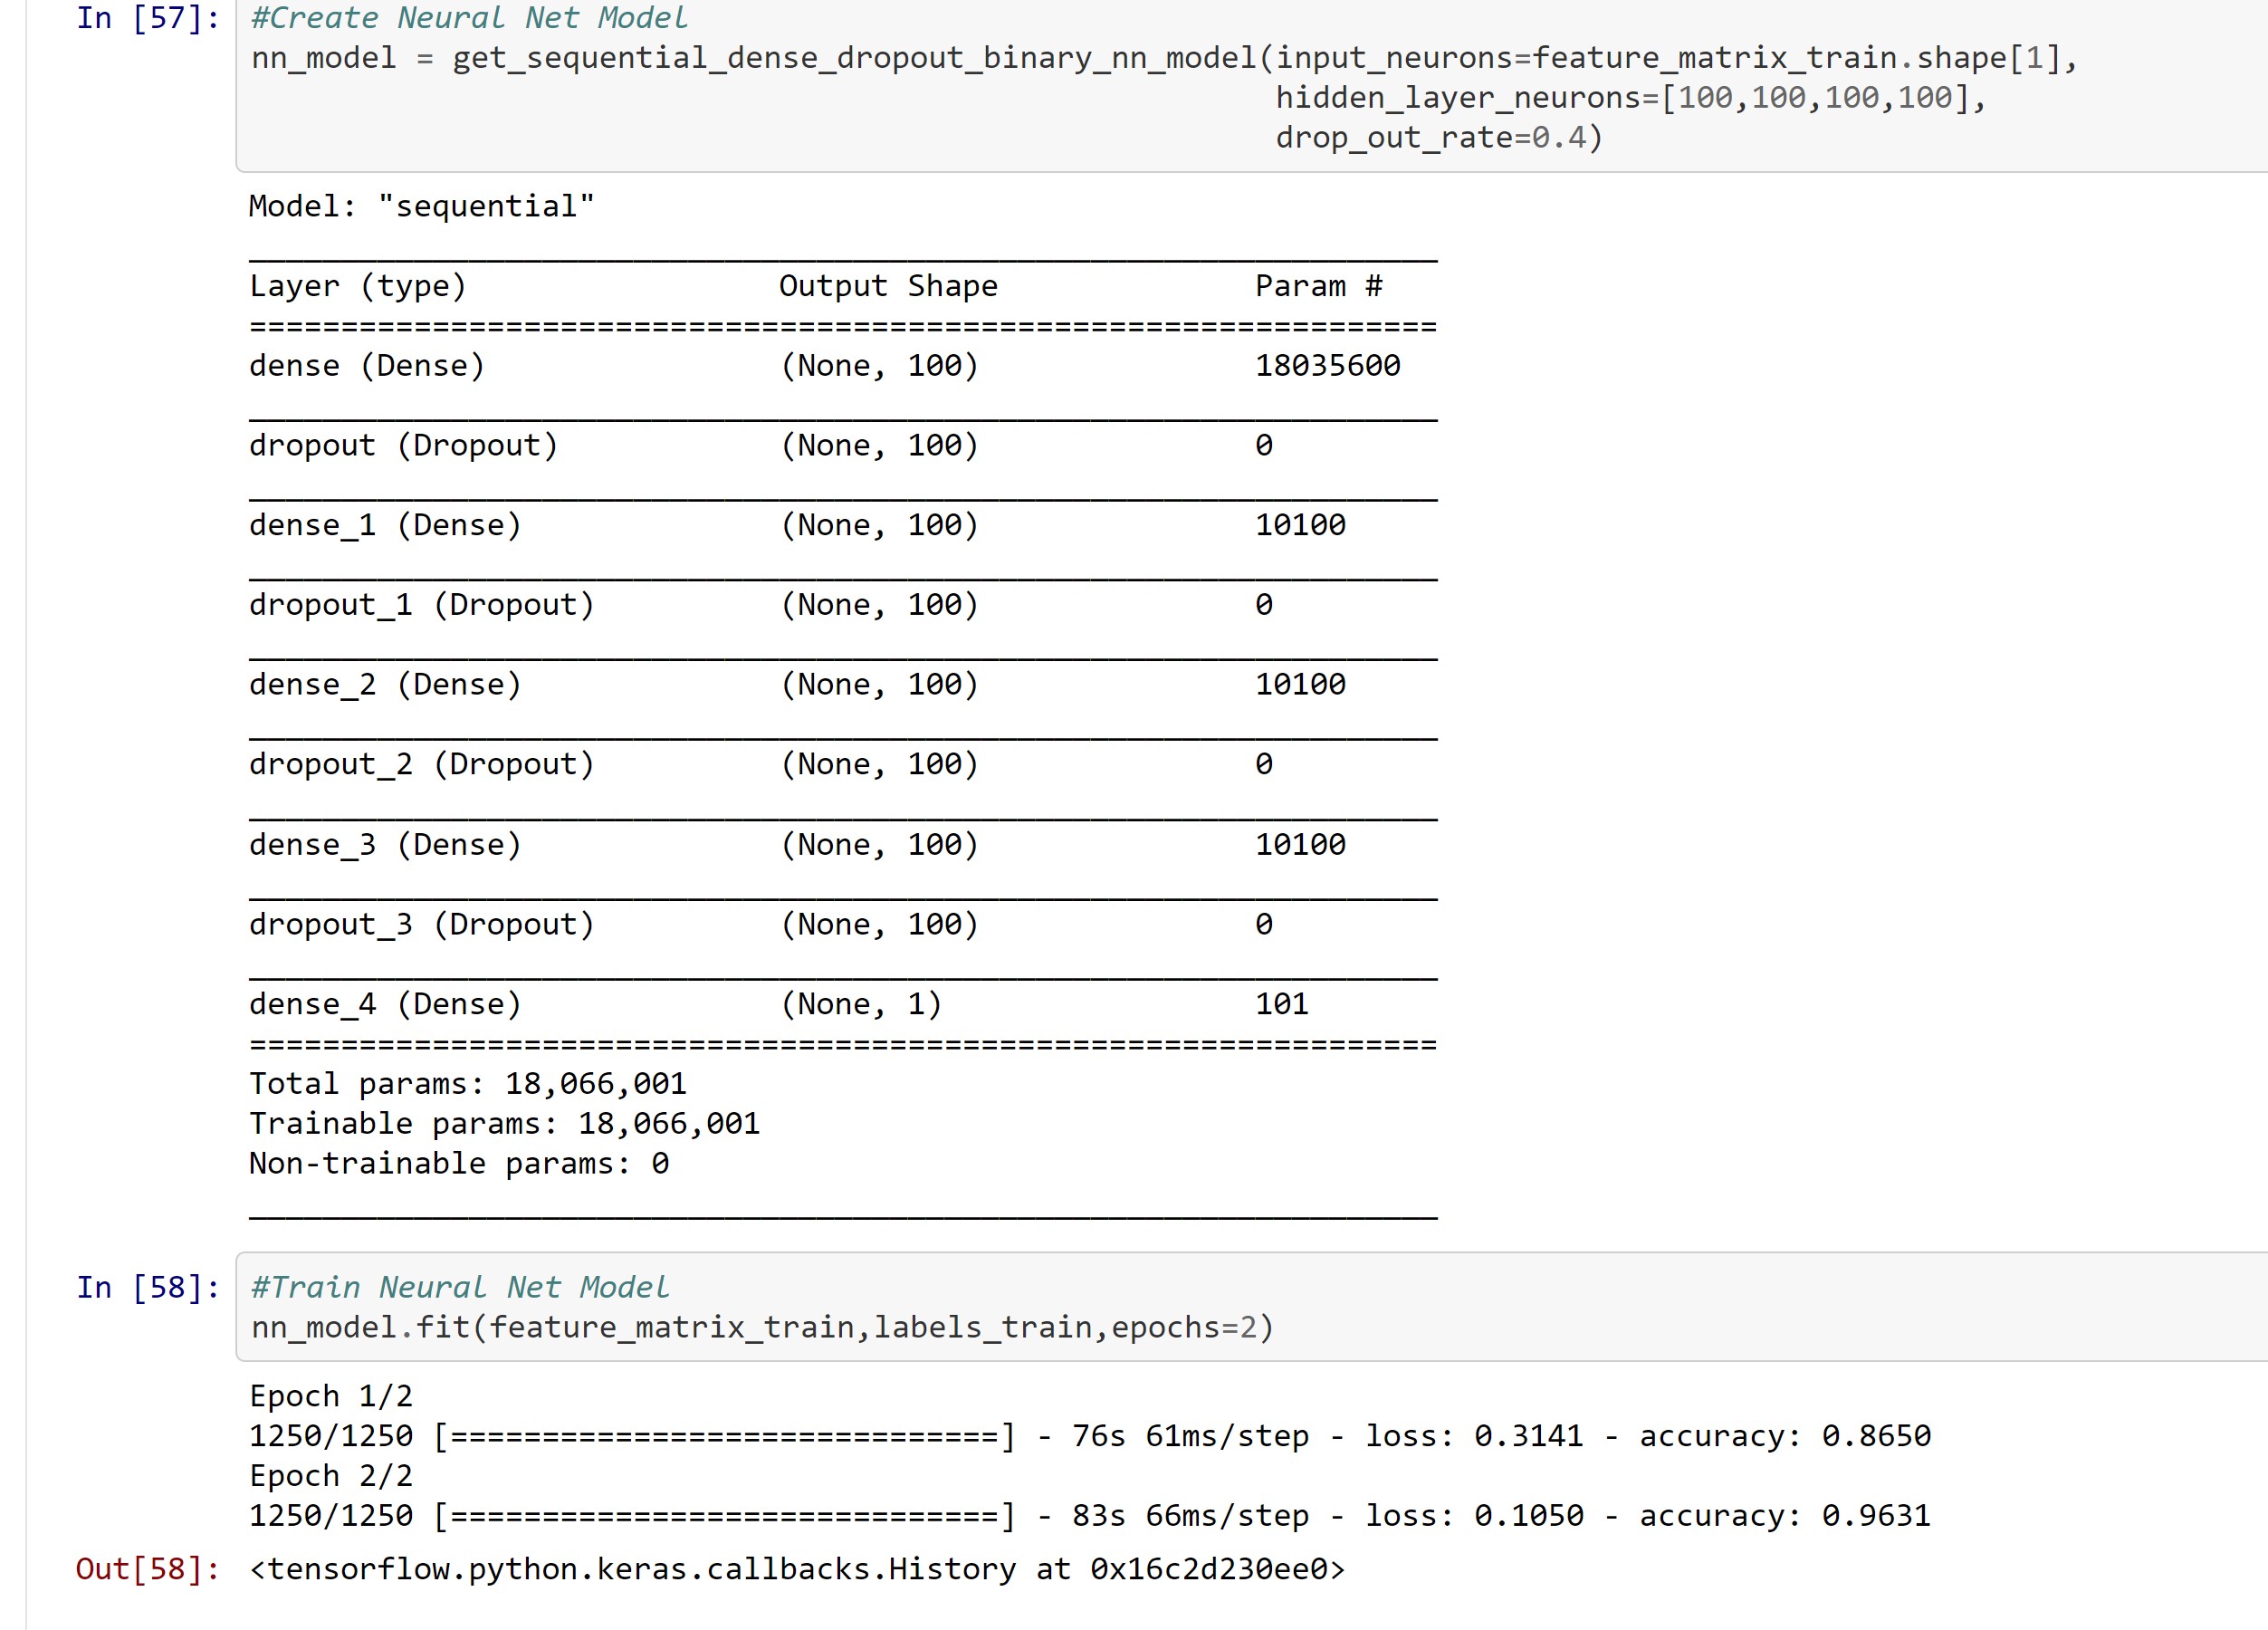 In [57]: #Create Neural Net Model
nn_model = get_sequential_dense_dropout_binary_nn_model(input_neurons=feature_matrix_train.shape[1],
hidden_layer_neurons=[100,100,100,100],
drop_out_rate=0.4)
Model: "sequential"
_________________________________________________________________
Layer (type) Output Shape Param #
=================================================================
dense (Dense) (None, 100) 18035600
_________________________________________________________________
dropout (Dropout) (None, 100) 0
_________________________________________________________________
dense_1 (Dense) (None, 100) 10100
_________________________________________________________________
dropout_1 (Dropout) (None, 100) 0
_________________________________________________________________
dense_2 (Dense) (None, 100) 10100
_________________________________________________________________
dropout_2 (Dropout) (None, 100) 0
_________________________________________________________________
dense_3 (Dense) (None, 100) 10100
_________________________________________________________________
dropout_3 (Dropout) (None, 100) 0
_________________________________________________________________
dense_4 (Dense) (None, 1) 101
=================================================================
Total params: 18,066,001
Trainable params: 18,066,001
Non-trainable params: 0
_________________________________________________________________
In [58]: #Train Neural Net Model
nn_model.fit(feature_matrix_train,labels_train,epochs=2)
Epoch 1/2
1250/1250 [==============================] - 76s 61ms/step - loss: 0.3141 - accuracy: 0.8650
Epoch 2/2
1250/1250 [==============================] - 83s 66ms/step - loss: 0.1050 - accuracy: 0.9631
Out[58]: <tensorflow.python.keras.callbacks.History at 0x16c2d230ee0>